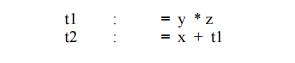 t1 : = y * z
t2 : = x + t1